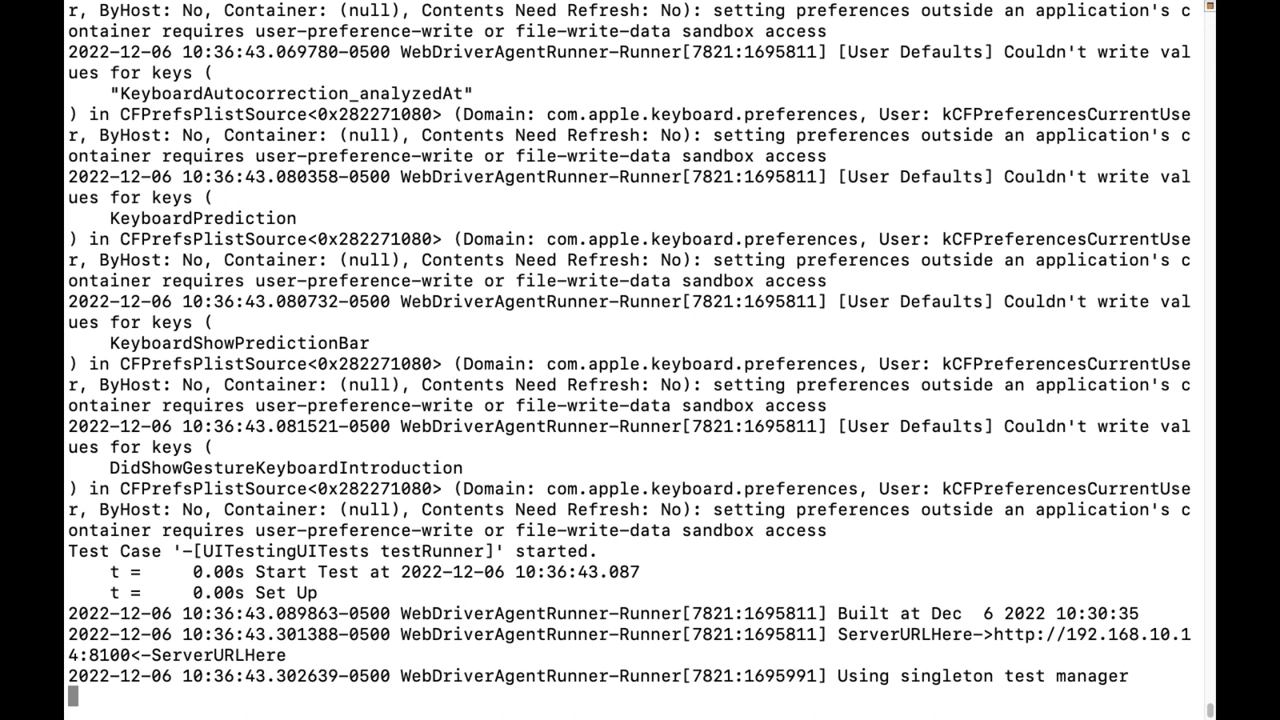 r, ByHost: No, Container: (null), Contents Need Refresh: No): setting preferences outside an application's c
ontainer requires user-preference-write or file-write-data sandbox access
2022-12-06 10:36:43.069780-0500 WebDriverAgentRunner-Runner[7821:1695811] [User Defaults] Couldn't write val
ues for keys (
    "KeyboardAutocorrection_analyzedAt"
) in CFPrefsPlistSource<0x282271080> (Domain: com.apple.keyboard.preferences, User: kCFPreferencesCurrentUse
r, ByHost: No, Container: (null), Contents Need Refresh: No): setting preferences outside an application's c
ontainer requires user-preference-write or file-write-data sandbox access
2022-12-06 10:36:43.080358-0500 WebDriverAgentRunner-Runner[7821:1695811] [User Defaults] Couldn't write val
ues for keys (
    KeyboardPrediction
) in CFPrefsPlistSource<0x282271080> (Domain: com.apple.keyboard.preferences, User: kCFPreferencesCurrentUse
r, ByHost: No, Container: (null), Contents Need Refresh: No): setting preferences outside an application's c
ontainer requires user-preference-write or file-write-data sandbox access
2022-12-06 10:36:43.080732-0500 WebDriverAgentRunner-Runner[7821:1695811] [User Defaults] Couldn't write val
ues for keys (
    KeyboardShowPredictionBar
) in CFPrefsPlistSource<0x282271080> (Domain: com.apple.keyboard.preferences, User: kCFPreferencesCurrentUse
r, ByHost: No, Container: (null), Contents Need Refresh: No): setting preferences outside an application's c
ontainer requires user-preference-write or file-write-data sandbox access
2022-12-06 10:36:43.081521-0500 WebDriverAgentRunner-Runner[7821:1695811] [User Defaults] Couldn't write val
ues for keys (
    DidShowGestureKeyboardIntroduction
) in CFPrefsPlistSource<0x282271080> (Domain: com.apple.keyboard.preferences, User: kCFPreferencesCurrentUse
r, ByHost: No, Container: (null), Contents Need Refresh: No): setting preferences outside an application's c
ontainer requires user-preference-write or file-write-data sandbox access
Test Case '-[UITestingUITests testRunner]' started.
    t =     0.00s Start Test at 2022-12-06 10:36:43.087
    t =     0.00s Set Up
2022-12-06 10:36:43.089863-0500 WebDriverAgentRunner-Runner[7821:1695811] Built at Dec  6 2022 10:30:35
2022-12-06 10:36:43.301388-0500 WebDriverAgentRunner-Runner[7821:1695811] ServerURLHere->http://192.168.10.1
4:8100<-ServerURLHere
2022-12-06 10:36:43.302639-0500 WebDriverAgentRunner-Runner[7821:1695991] Using singleton test manager